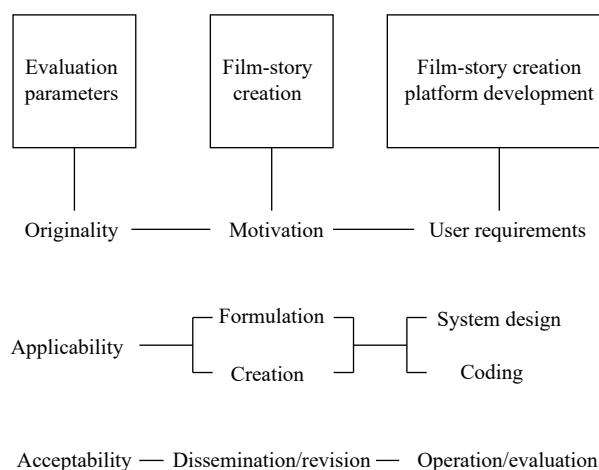 Evaluation
parameters
Film-story
creation
Film-story creation
platform development
Originality
Motivation
User requirements
Formulation
System design
Applicability
Creation
Coding
Acceptability
Dissemination/revision
Operation/evaluation